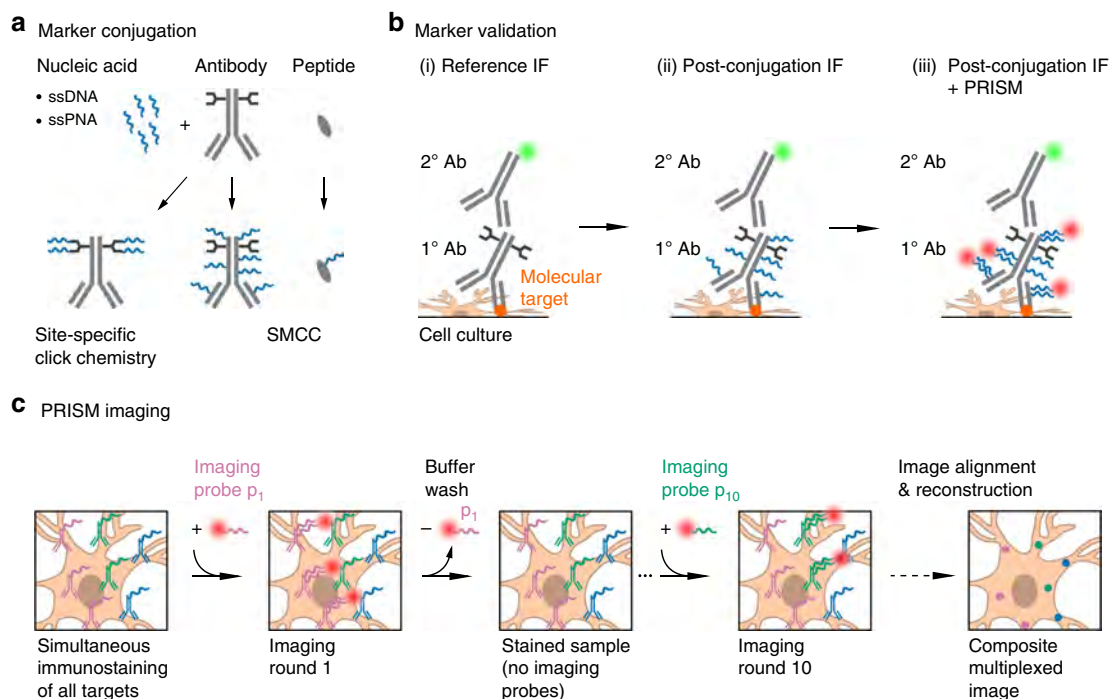 a Marker conjugation
Nucleic acid
• ssDNA
• ssPNA
+
Antibody
Peptide
Site-specific
click chemistry
SMCC
b Marker validation
(i) Reference IF
2° Ab
1° Ab
Molecular
target
Cell culture
(ii) Post-conjugation IF
2° Ab
1° Ab
(iii) Post-conjugation IF
+ PRISM
2° Ab
1° Ab
c PRISM imaging
Simultaneous
immunostaining
of all targets
Imaging
probe p₁
+
Imaging
round 1
Buffer
wash
p₁
–
Stained sample
(no imaging
probes)
...
Imaging
probe p₁₀
+
Imaging
round 10
Image alignment
& reconstruction
Composite
multiplexed
image